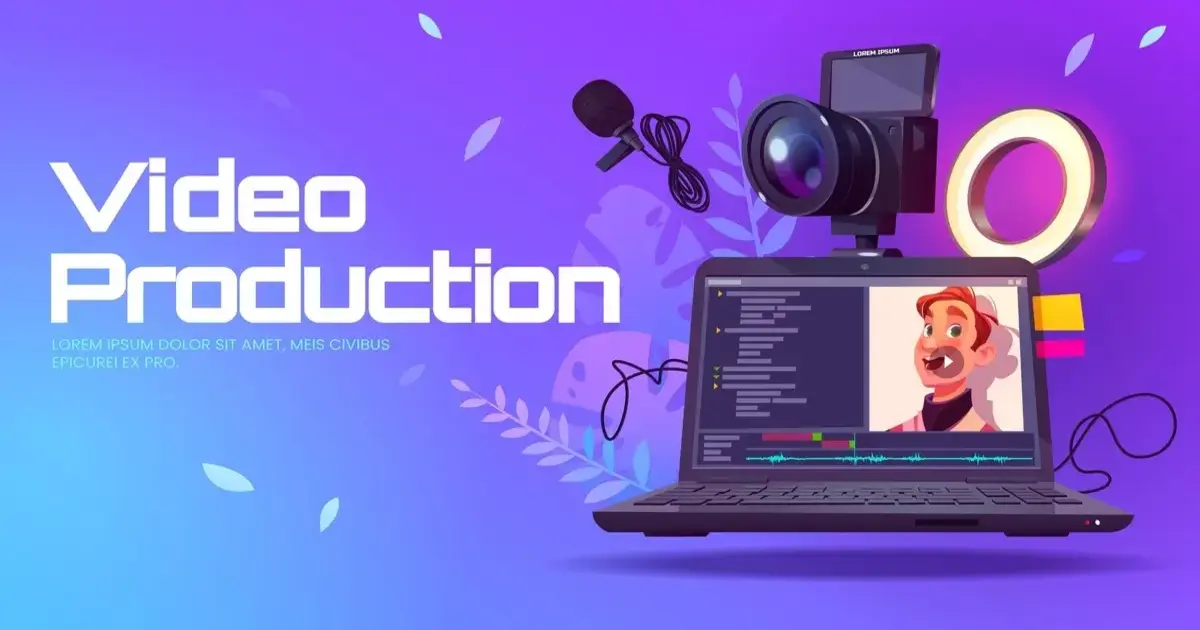 LOREM IPSUM
Video
Production
LOREM IPSUM DOLOR SIT AMET, MEIS CIVIBUS
EPICUREI EX PRO.